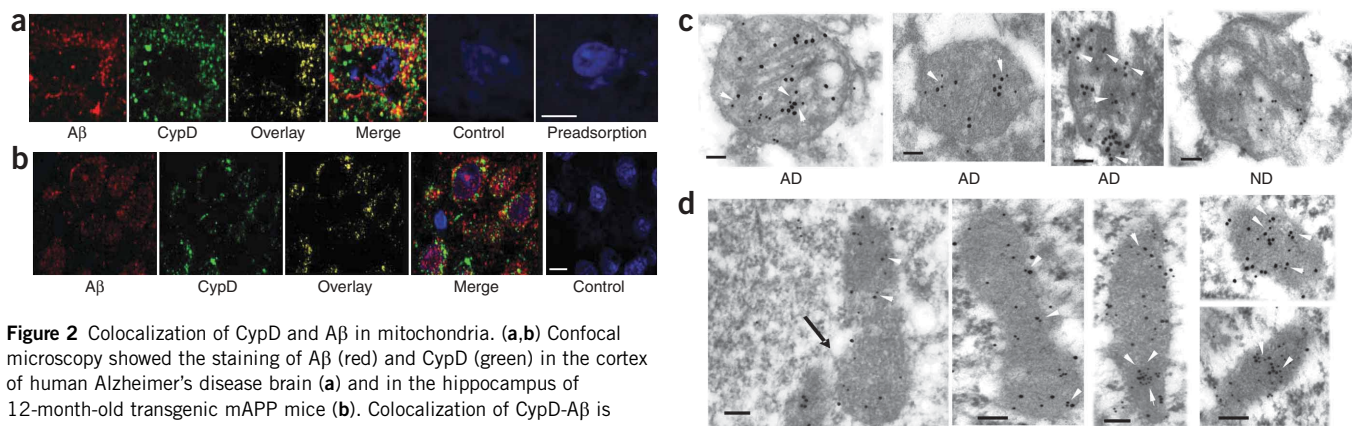 a
Aβ CypD Overlay Merge Control Preadsorption
b
Aβ CypD Overlay Merge Control
Figure 2 Colocalization of CypD and Aβ in mitochondria. (a,b) Confocal
microscopy showed the staining of Aβ (red) and CypD (green) in the cortex
of human Alzheimer's disease brain (a) and in the hippocampus of
12-month-old transgenic mAPP mice (b). Colocalization of CypD-Aβ is
c
AD AD AD ND
d